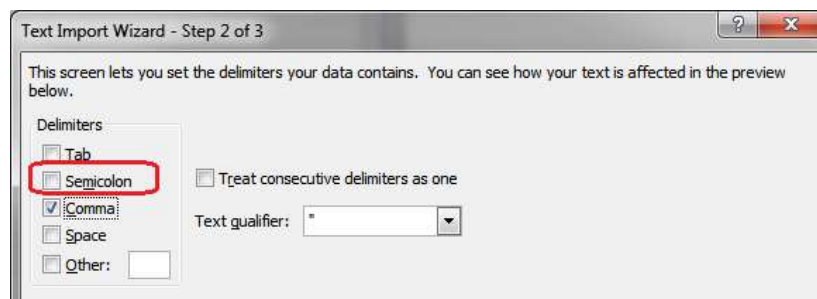 Text Import Wizard - Step 2 of 3
This screen lets you set the delimiters your data contains. You can see how your text is affected in the preview
below.
Delimiters
Tab
Semicolon
Treat consecutive delimiters as one
Comma
Text qualifier: "
Space
Other: